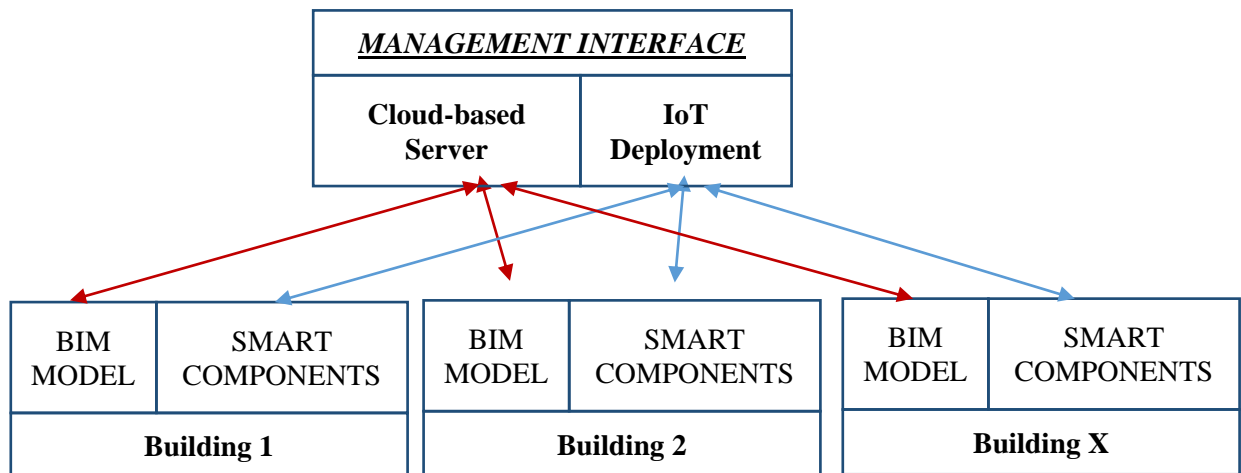 MANAGEMENT INTERFACE
Cloud-based
Server
IoT
Deployment
BIM
MODEL
SMART
COMPONENTS
Building 1
BIM
MODEL
SMART
COMPONENTS
Building 2
BIM
MODEL
SMART
COMPONENTS
Building X